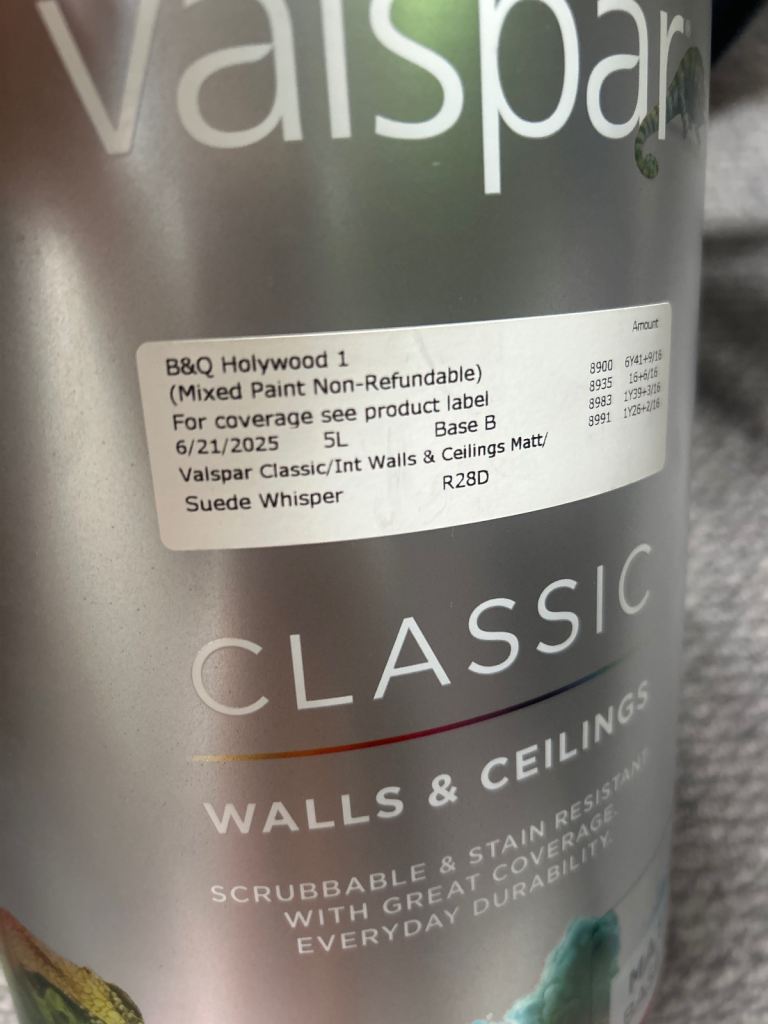 valspar
Amount
B&Q Holywood 1
(Mixed Paint Non-Refundable)
For coverage see product label
6/21/2025 5L Base B
Valspar Classic/Int Walls & Ceilings Matt/
Suede Whisper R28D
8900 6Y41+9/16
8935 16+6/16
8983 1Y39+3/16
8991 1Y26+2/16
CLASSIC
WALLS & CEILINGS
SCRUBBABLE & STAIN RESISTANT
WITH GREAT COVERAGE.
EVERYDAY DURABILITY.